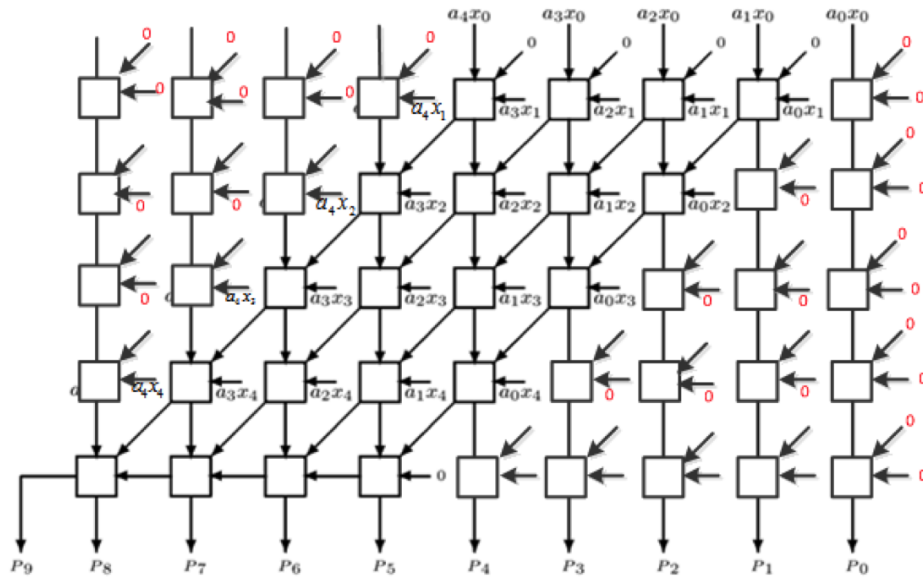 a₄x₀ a₃x₀ a₂x₀ a₁x₀ a₀x₀
0 0 0 0 0 0 0 0 0
0 0 0 a₄x₁ a₃x₁ a₂x₁ a₁x₁ a₀x₁ 0
0
0 0 a₄x₂ a₃x₂ a₂x₂ a₁x₂ a₀x₂ 0 0
0
0 a₃x₃ a₂x₃ a₁x₃ a₀x₃ 0 0 0
0
a₄x₄ a₃x₄ a₂x₄ a₁x₄ a₀x₄ 0 0 0 0
0
0
P₉ P₈ P₇ P₆ P₅ P₄ P₃ P₂ P₁ P₀